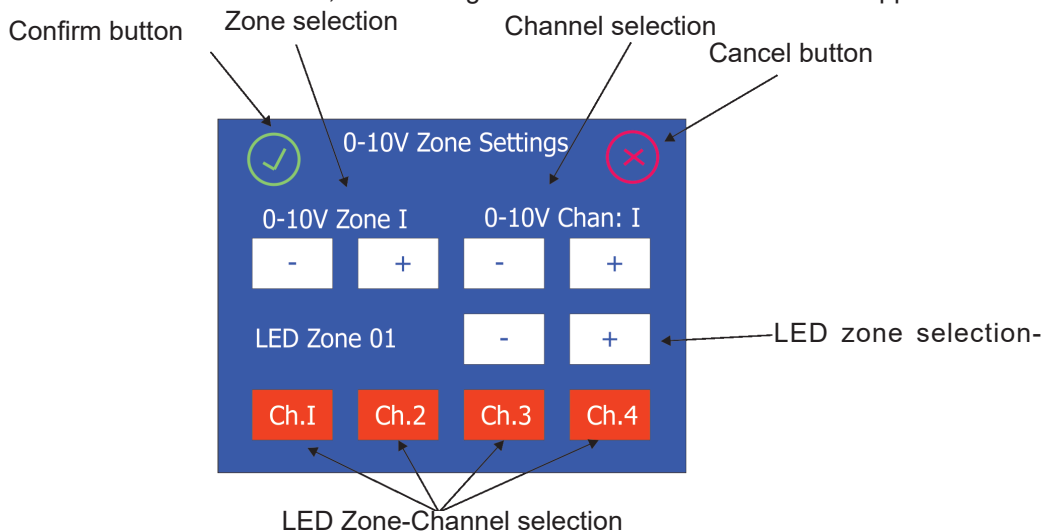 Confirm button
Zone selection
Channel selection
Cancel button
0-10V Zone Settings
0-10V Zone I
0-10V Chan: I
- + - +
LED Zone 01
- +
LED zone selection-
Ch.I Ch.2 Ch.3 Ch.4
LED Zone-Channel selection